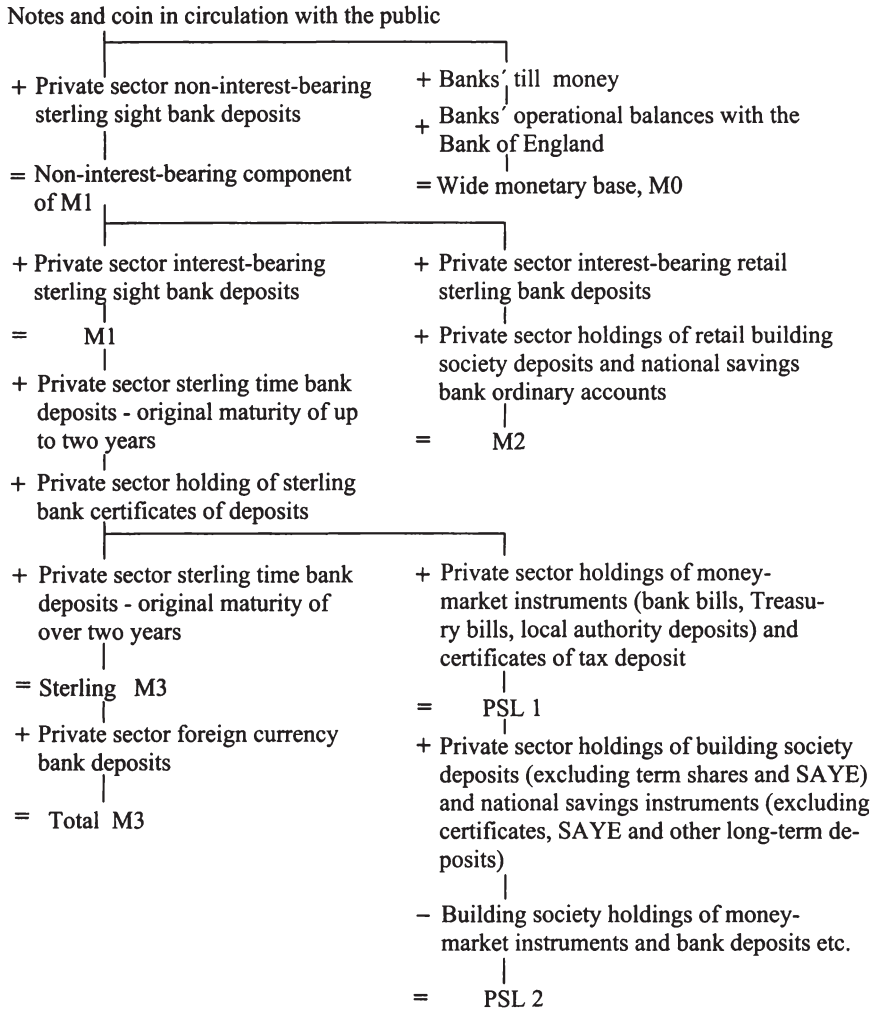 Notes and coin in circulation with the public
+ Private sector non-interest-bearing
sterling sight bank deposits
= Non-interest-bearing component
of M1
+ Banks´ till money
+ Banks´ operational balances with the
Bank of England
= Wide monetary base, M0
+ Private sector interest-bearing
sterling sight bank deposits
= M1
+ Private sector sterling time bank
deposits - original maturity of up
to two years
+ Private sector holding of sterling
bank certificates of deposits
+ Private sector interest-bearing retail
sterling bank deposits
+ Private sector holdings of retail building
society deposits and national savings
bank ordinary accounts
= M2
+ Private sector sterling time bank
deposits - original maturity of
over two years
= Sterling M3
+ Private sector foreign currency
bank deposits
= Total M3
+ Private sector holdings of money-
market instruments (bank bills, Treasu-
ry bills, local authority deposits) and
certificates of tax deposit
= PSL 1
+ Private sector holdings of building society
deposits (excluding term shares and SAYE)
and national savings instruments (excluding
certificates, SAYE and other long-term de-
posits)
− Building society holdings of money-
market instruments and bank deposits etc.
= PSL 2